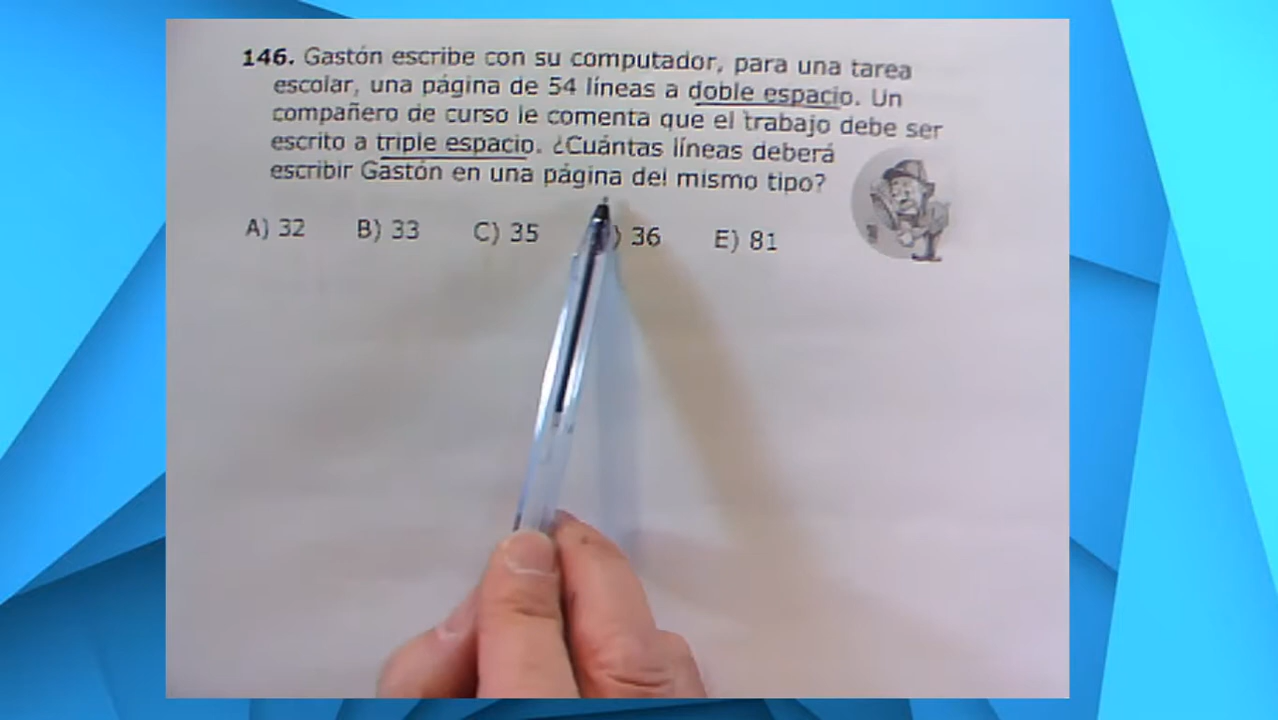 146. Gastón escribe con su computador, para una tarea
escolar, una página de 54 líneas a doble espacio. Un
compañero de curso le comenta que el trabajo debe ser
escrito a triple espacio. ¿Cuántas líneas deberá
escribir Gastón en una página del mismo tipo?
A) 32 B) 33 C) 35 ) 36 E) 81